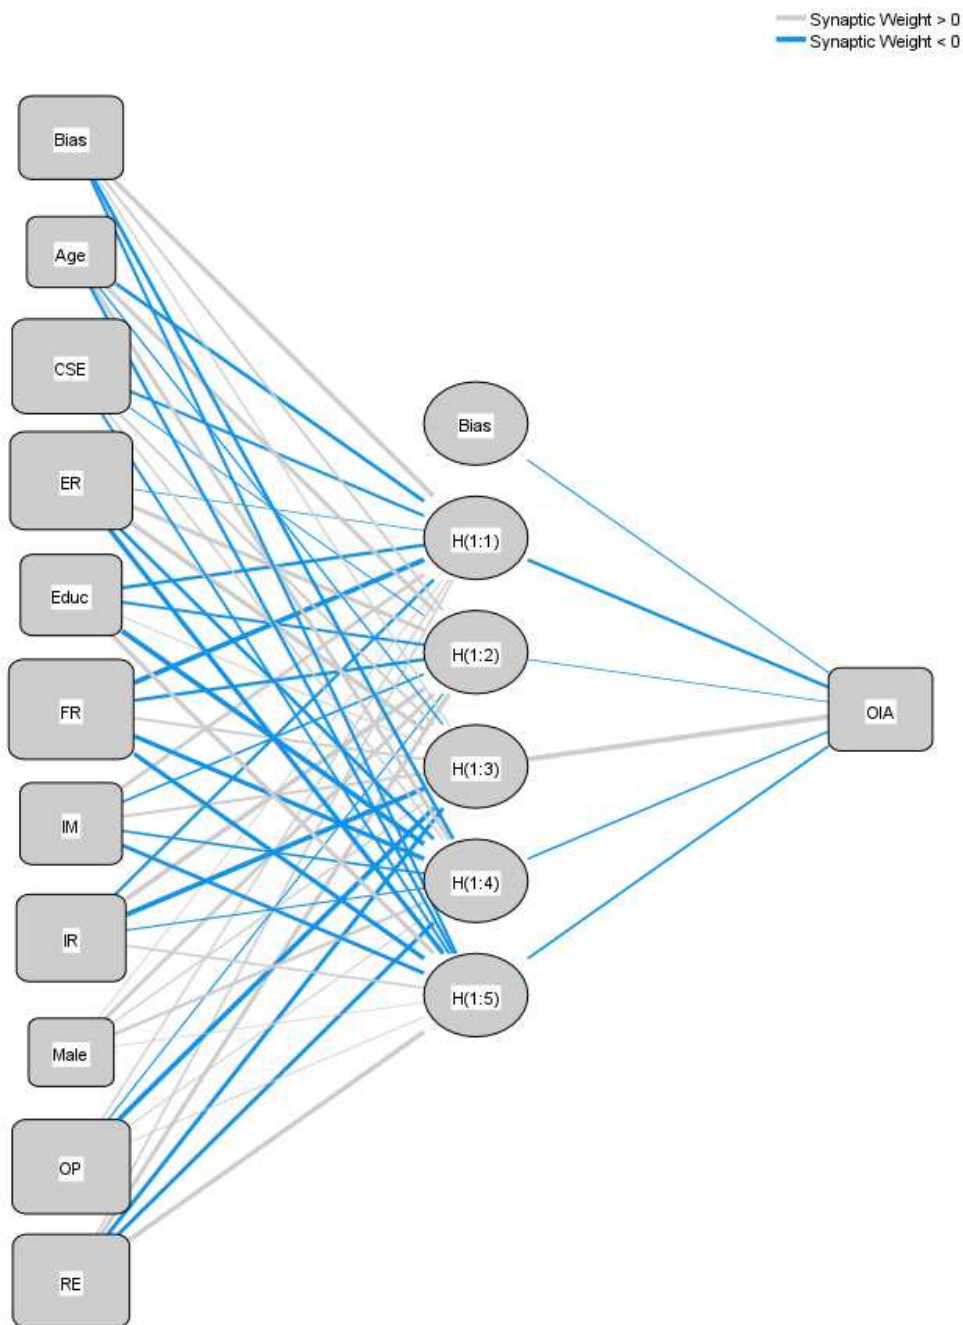 Synaptic Weight > 0
Synaptic Weight < 0
Bias
Age
CSE
ER
Educ
FR
IM
IR
Male
OP
RE
Bias
H(1:1)
H(1:2)
H(1:3)
H(1:4)
H(1:5)
OIA